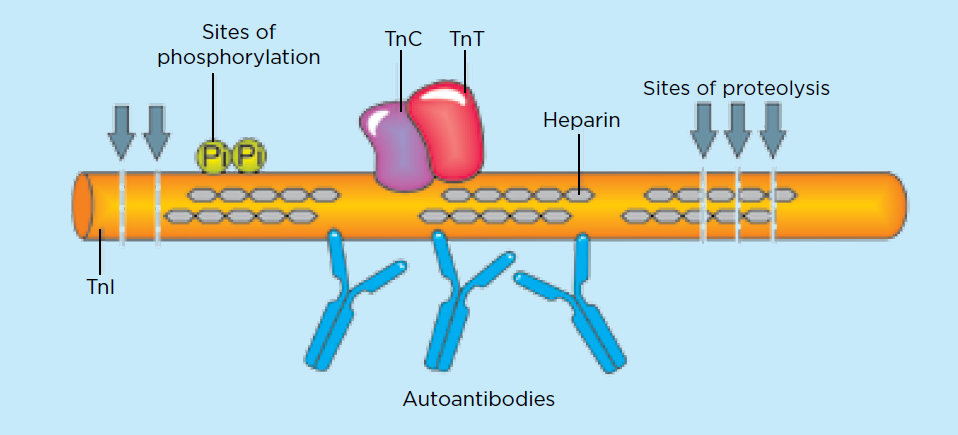 Sites of
phosphorylation
TnC
TnT
Sites of proteolysis
Heparin
Pi
Pi
TnI
Autoantibodies